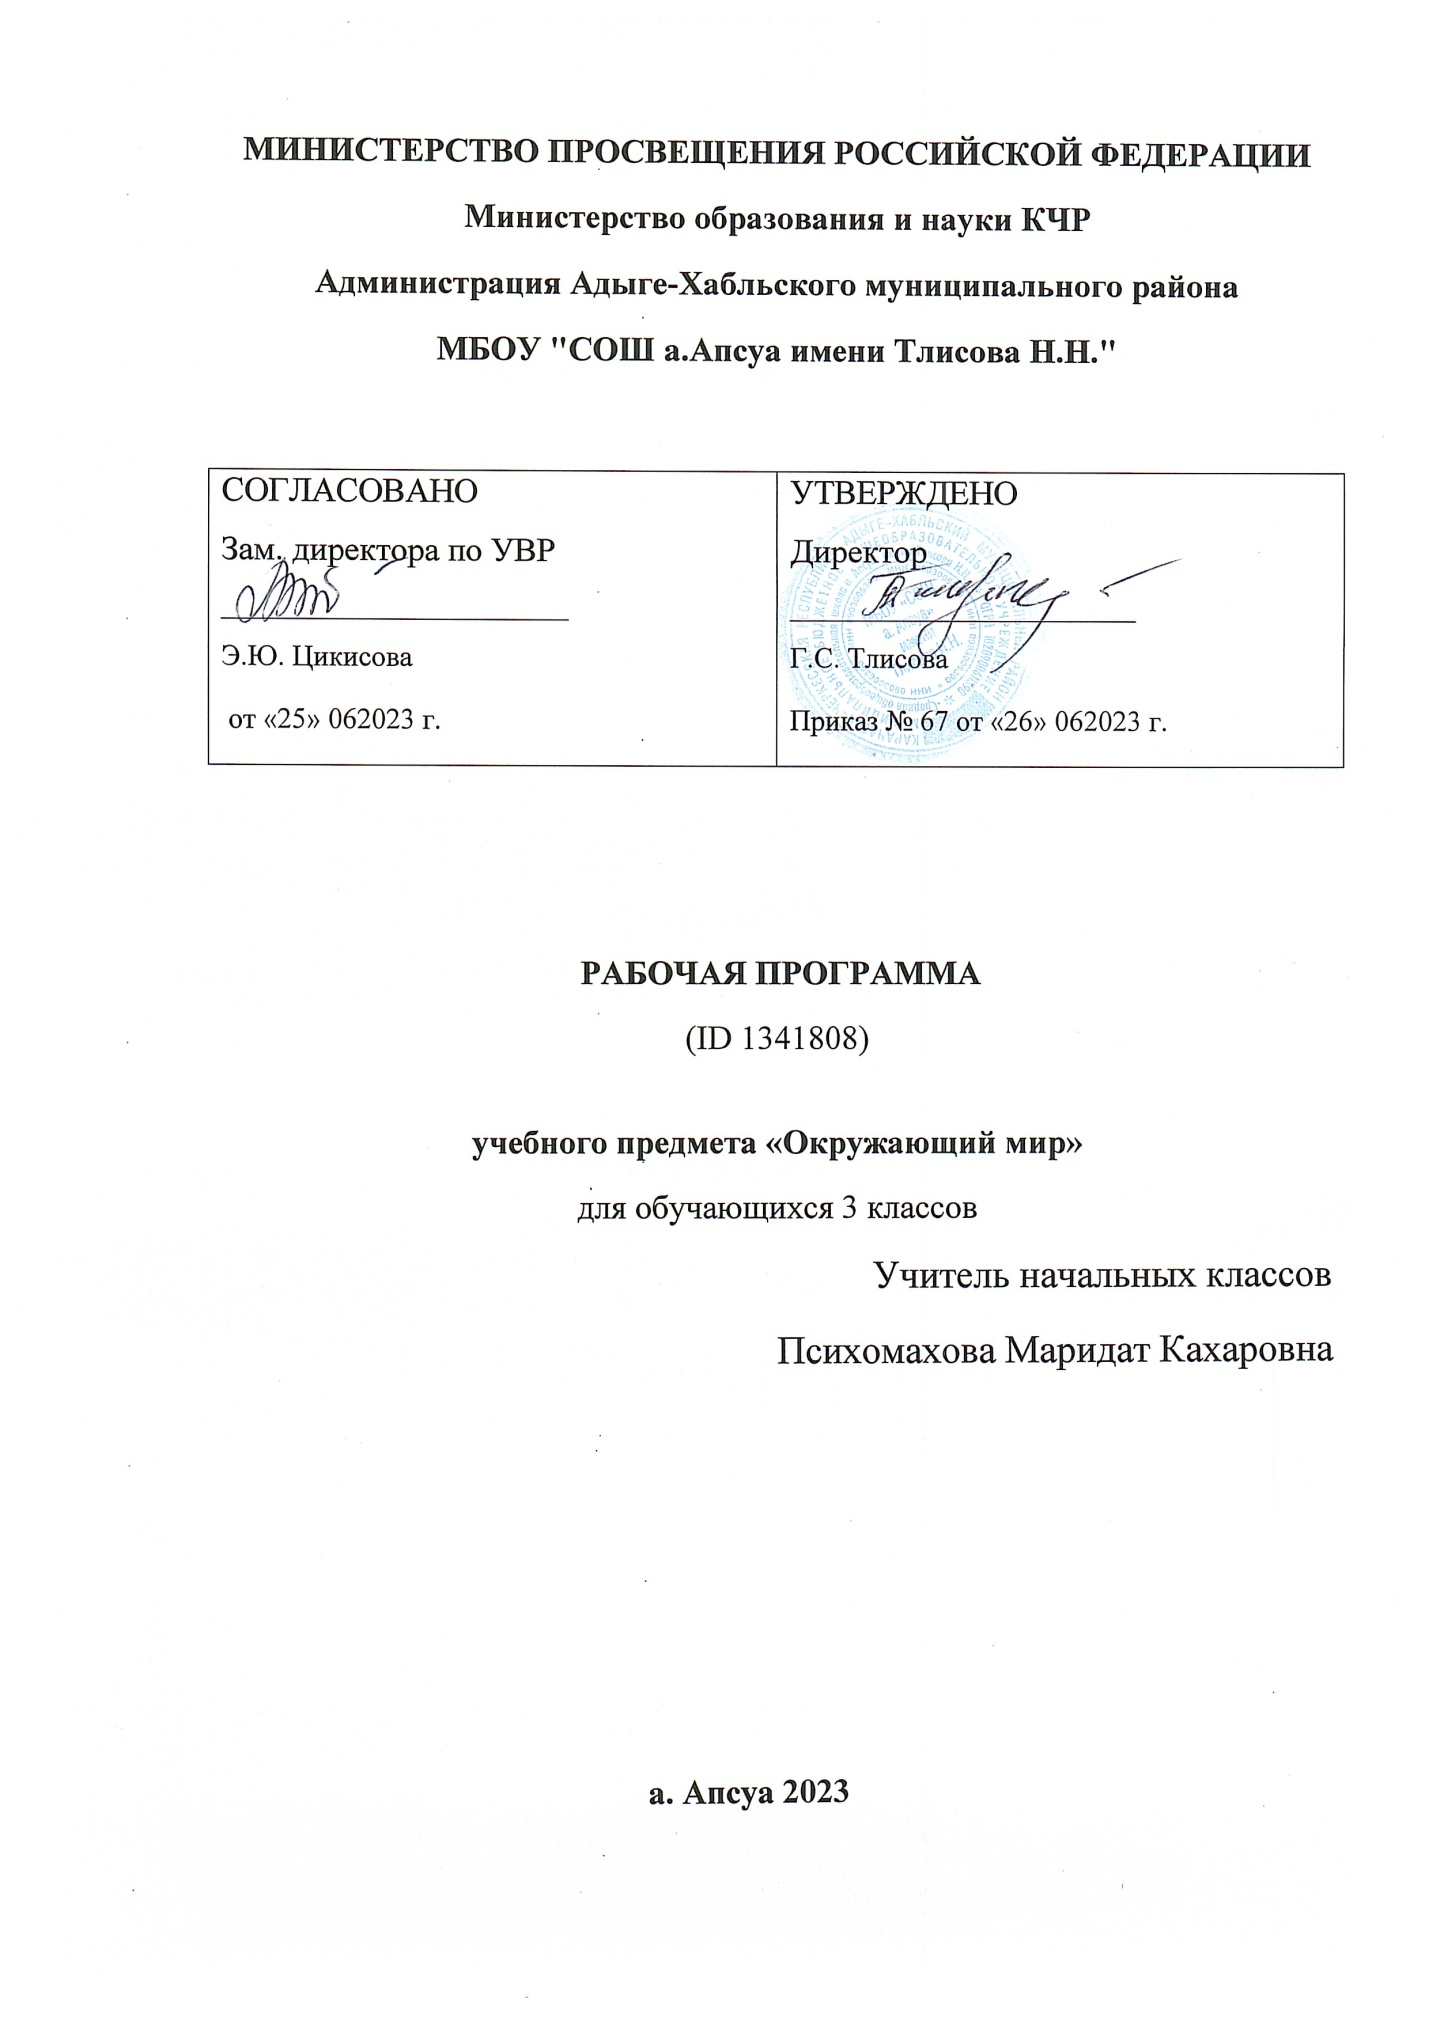 МИНИСТЕРСТВО ПРОСВЕЩЕНИЯ РОССИЙСКОЙ ФЕДЕРАЦИИ
Министерство образования и науки КЧР
Администрация Адыге-Хабльского муниципального района
МБОУ "СОШ а.Апсуа имени Тлисова Н.Н."
СОГЛАСОВАНО
Зам. директора по УВР
Э.Ю. Цикисова
от «25» 062023 г.
УТВЕРЖДЕНО
Директор
Г.С. Тлисова
Приказ № 67 от «26» 062023 г.
РАБОЧАЯ ПРОГРАММА
(ID 1341808)
учебного предмета «Окружающий мир»
для обучающихся 3 классов
Учитель начальных классов
Психомахова Маридат Кахаровна
а. Апсуа 2023